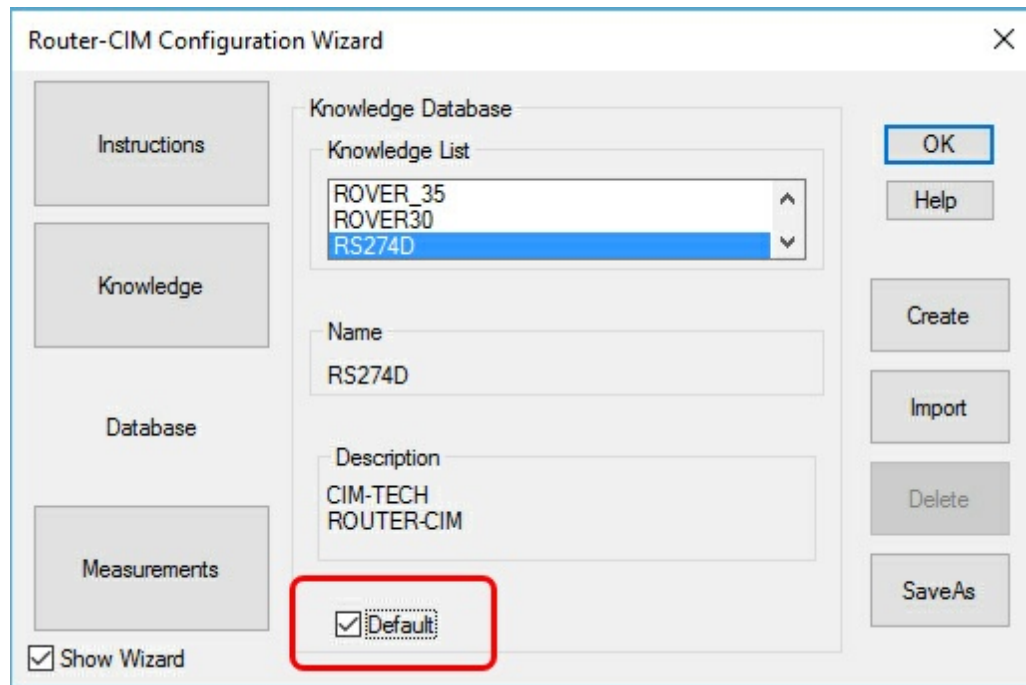 Router-CIM Configuration Wizard
Instructions
Knowledge
Database
Measurements
Show Wizard
Knowledge Database
Knowledge List
ROVER_35
ROVER30
RS274D
Name
RS274D
Description
CIM-TECH
ROUTER-CIM
Default
OK
Help
Create
Import
Delete
SaveAs